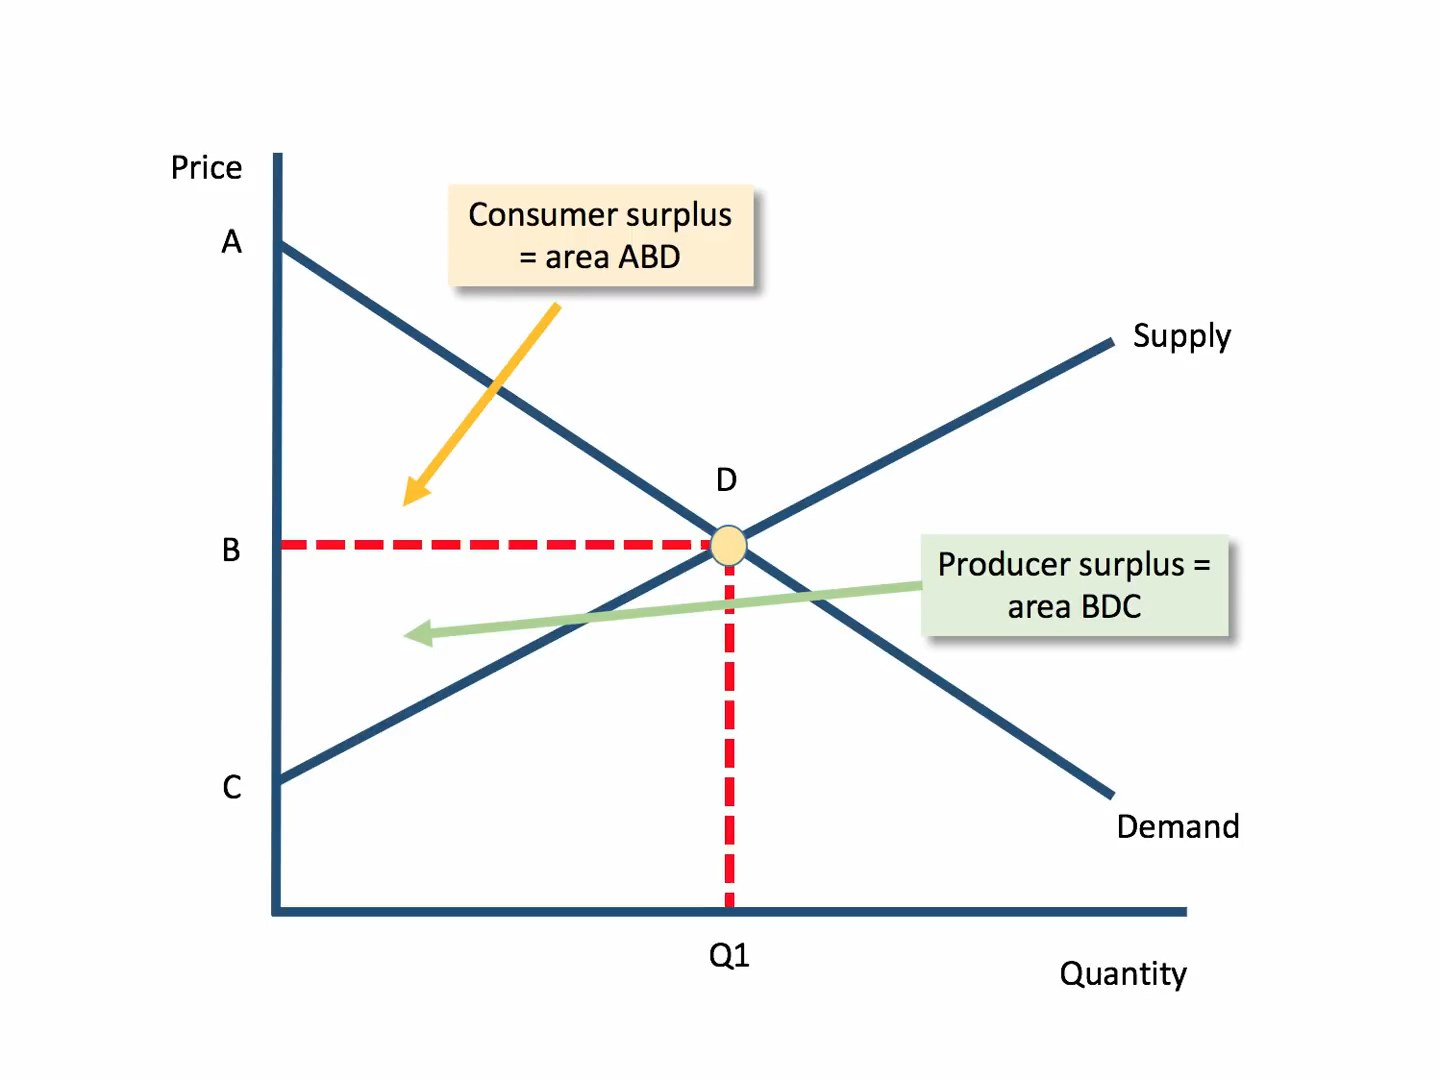 Price
A
Consumer surplus
= area ABD
Supply
D
B
Producer surplus =
area BDC
C
Demand
Q1
Quantity